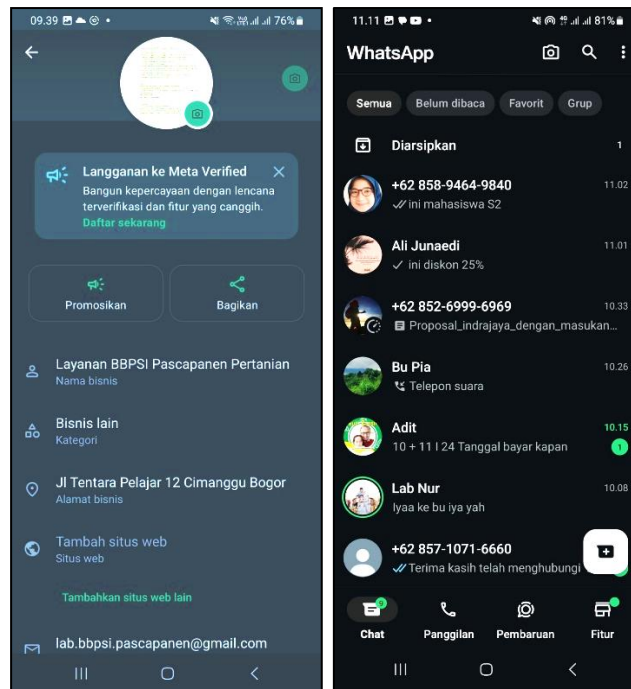 09.39
76%
Langganan ke Meta Verified
Bangun kepercayaan dengan lencana
terverifikasi dan fitur yang canggih.
Daftar sekarang
Promosikan
Bagikan
Layanan BBPSI Pascapanen Pertanian
Nama bisnis
Bisnis lain
Kategori
Jl Tentara Pelajar 12 Cimanggu Bogor
Alamat bisnis
Tambah situs web
Situs web
Tambahkan situs web lain
lab.bbpsi.pascapanen@gmail.com
11.11
81%
WhatsApp
Semua
Belum dibaca
Favorit
Grup
Diarsipkan
1
+62 858-9464-9840
11.02
ini mahasiswa S2
Ali Junaedi
11.01
ini diskon 25%
+62 852-6999-6969
10.33
Proposal_indrajaya_dengan_masukan...
Bu Pia
10.26
Telepon suara
Adit
10.15
10 + 11 I 24 Tanggal bayar kapan
1
Lab Nur
10.08
Iyaa ke bu iya yah
+62 857-1071-6660
Terima kasih telah menghubungi
9
Chat
Panggilan
Pembaruan
Fitur